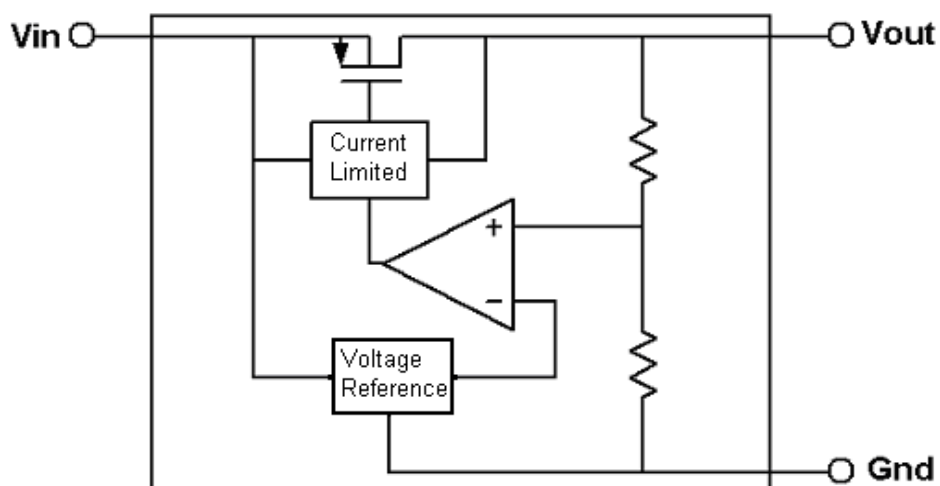 Vin
Vout
Current
Limited
+
−
Voltage
Reference
Gnd